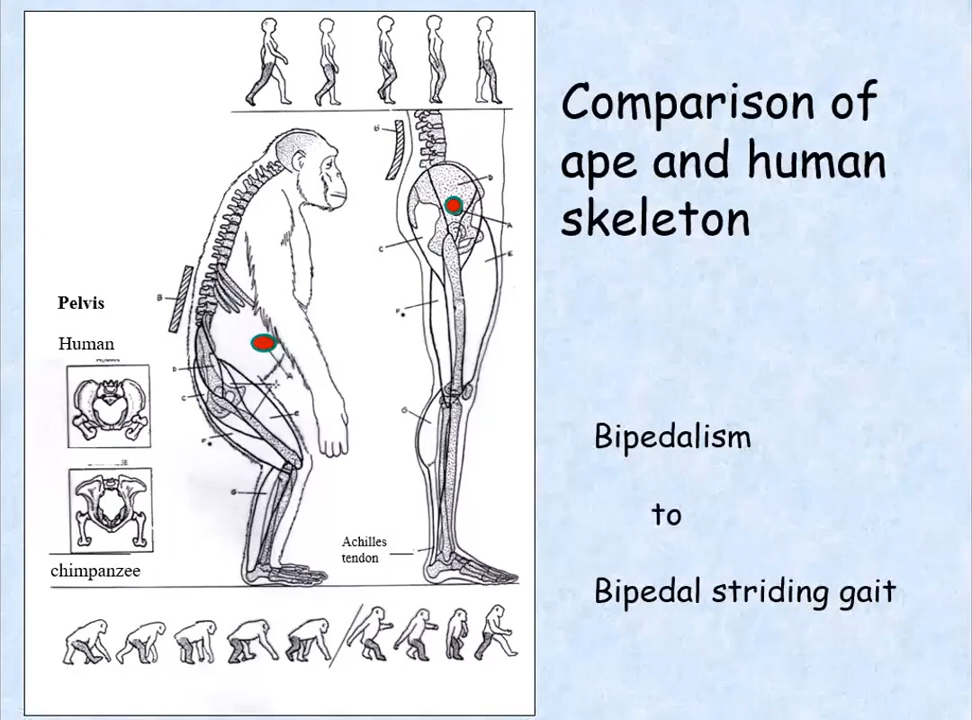 Comparison of
ape and human
skeleton
Pelvis
Human
chimpanzee
B
D
A
C
E
F
G
B
A
D
C
E
F
G
Achilles
tendon
Bipedalism
to
Bipedal striding gait